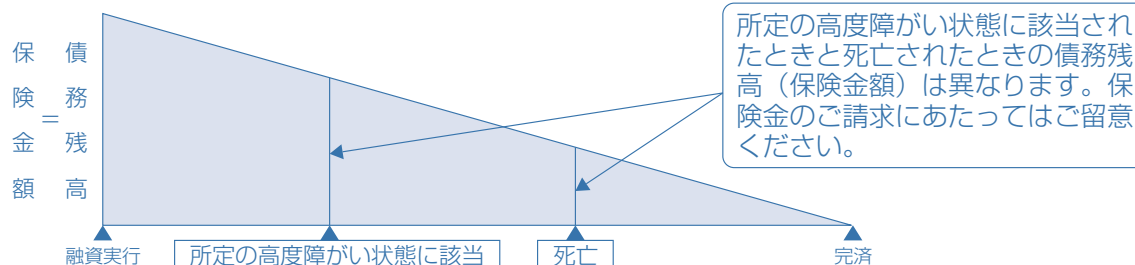 所定の高度障がい状態に該当され
たときと死亡されたときの債務残
高（保険金額）は異なります。保
険金のご請求にあたってはご留意
ください。
保険金額＝債務残高
融資実行
所定の高度障がい状態に該当
死亡
完済